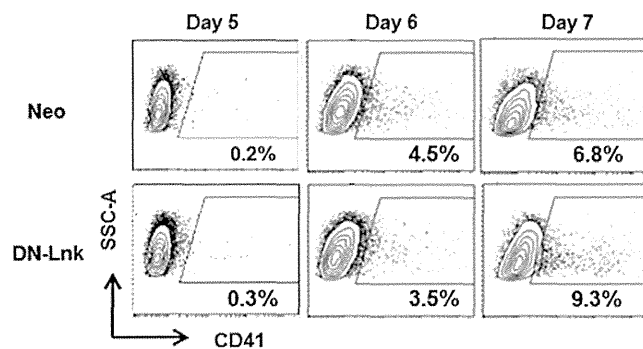 Day 5 Day 6 Day 7
Neo
0.2% 4.5% 6.8%
DN-Lnk
SSC-A
0.3% 3.5% 9.3%
CD41